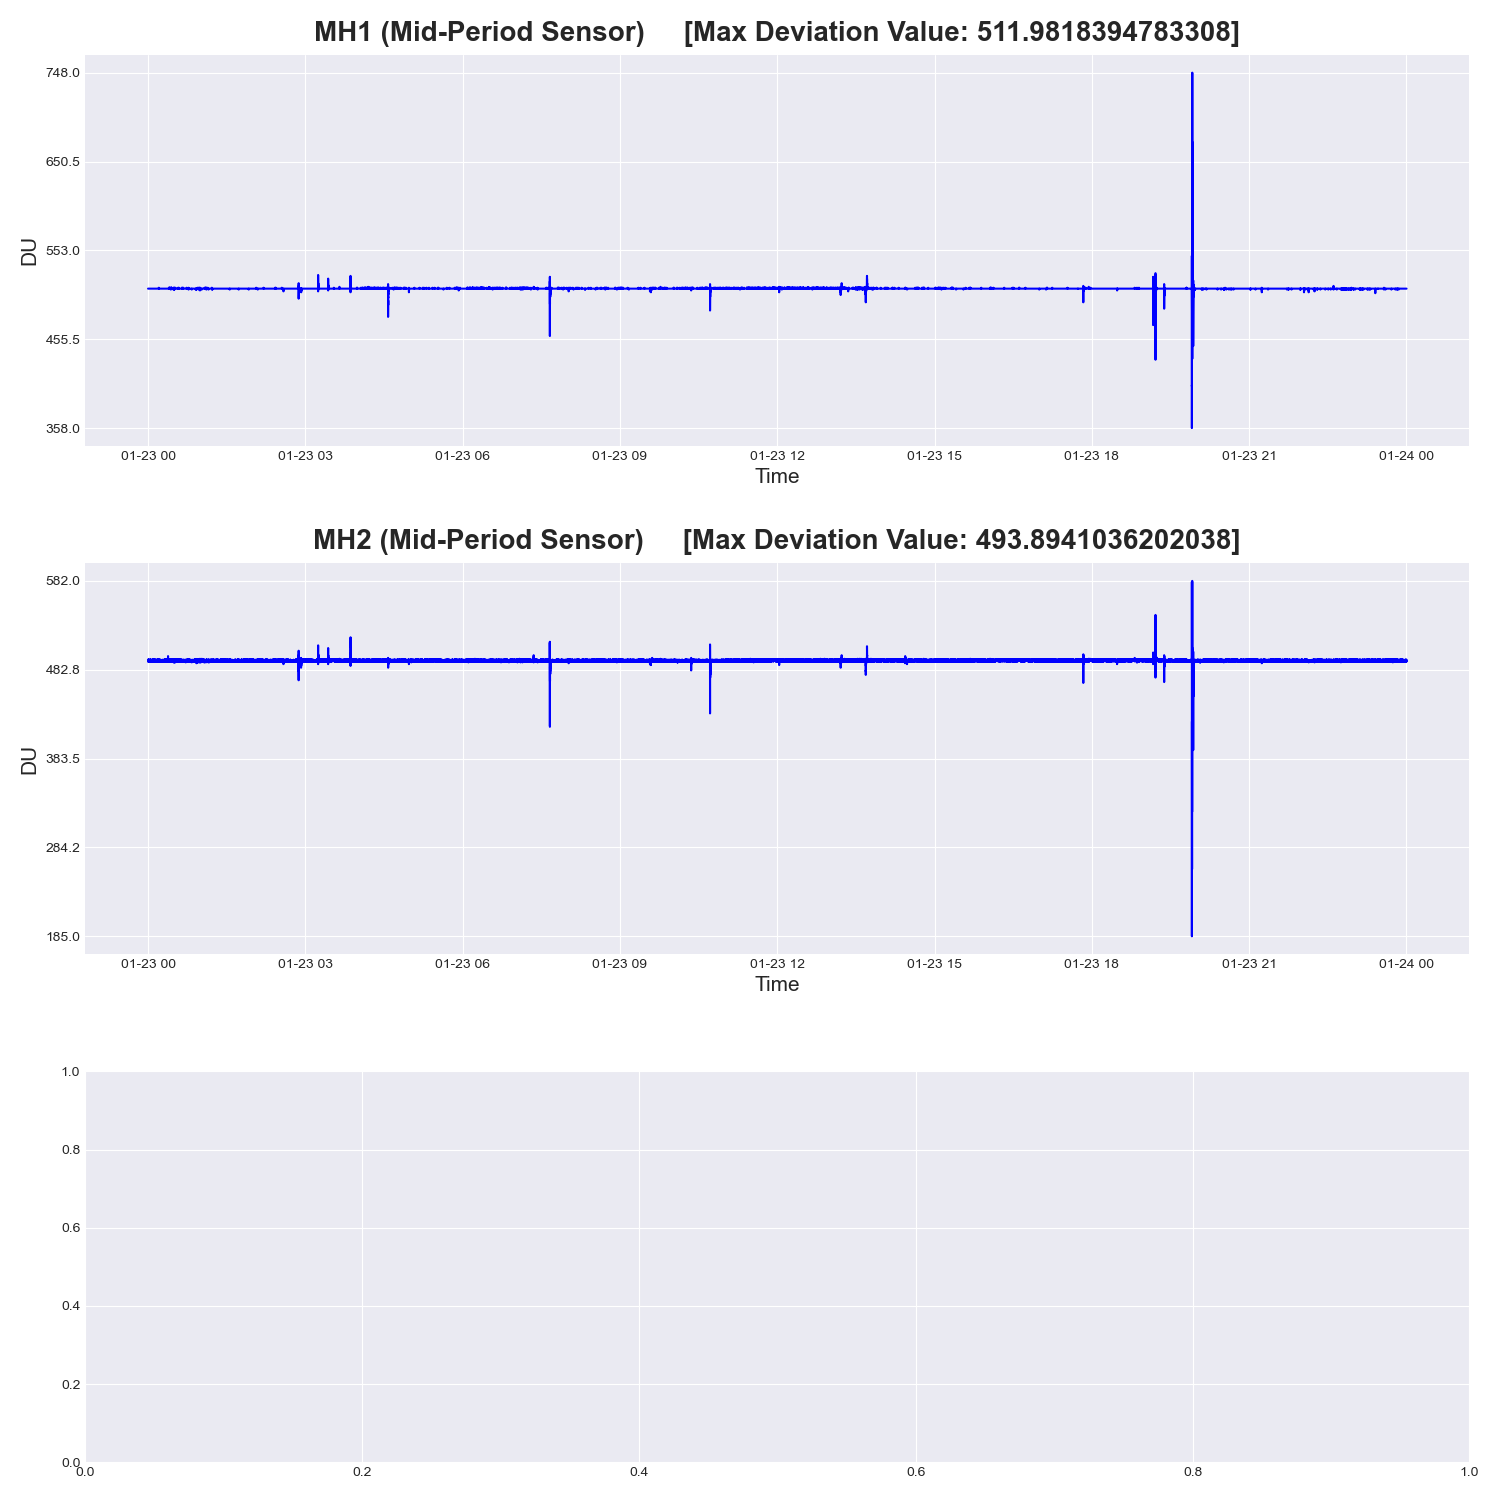 MH1 (Mid-Period Sensor) [Max Deviation Value: 511.9818394783308]
748.0
650.5
553.0
455.5
358.0
DU
01-23 00 01-23 03 01-23 06 01-23 09 01-23 12 01-23 15 01-23 18 01-23 21 01-24 00
Time
MH2 (Mid-Period Sensor) [Max Deviation Value: 493.8941036202038]
582.0
482.8
383.5
284.2
185.0
DU
01-23 00 01-23 03 01-23 06 01-23 09 01-23 12 01-23 15 01-23 18 01-23 21 01-24 00
Time
1.0
0.8
0.6
0.4
0.2
0.0
0.0 0.2 0.4 0.6 0.8 1.0